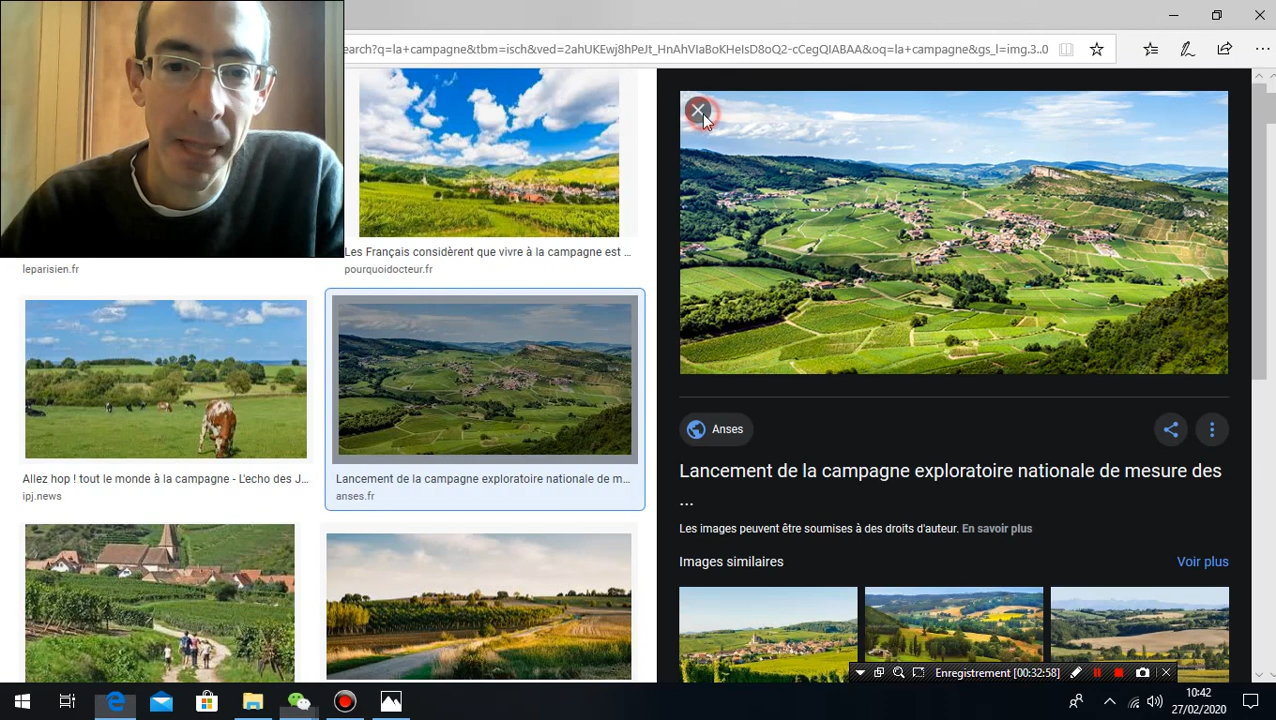 earch?q=la+campagne&tbm=isch&ved=2ahUKEwj8hPeJt_HnAhVIaBoKHeIsD8oQ2-cCegQIABAA&oq=la+campagne&gs_l=img.3..0
leparisien.fr
Les Français considèrent que vivre à la campagne est ...
pourquoidocteur.fr
Allez hop ! tout le monde à la campagne - L'echo des J...
ipj.news
Lancement de la campagne exploratoire nationale de m...
anses.fr
Anses
Lancement de la campagne exploratoire nationale de mesure des
...
Les images peuvent être soumises à des droits d'auteur. En savoir plus
Images similaires
Voir plus
Enregistrement [00:32:58]
10:42
27/02/2020